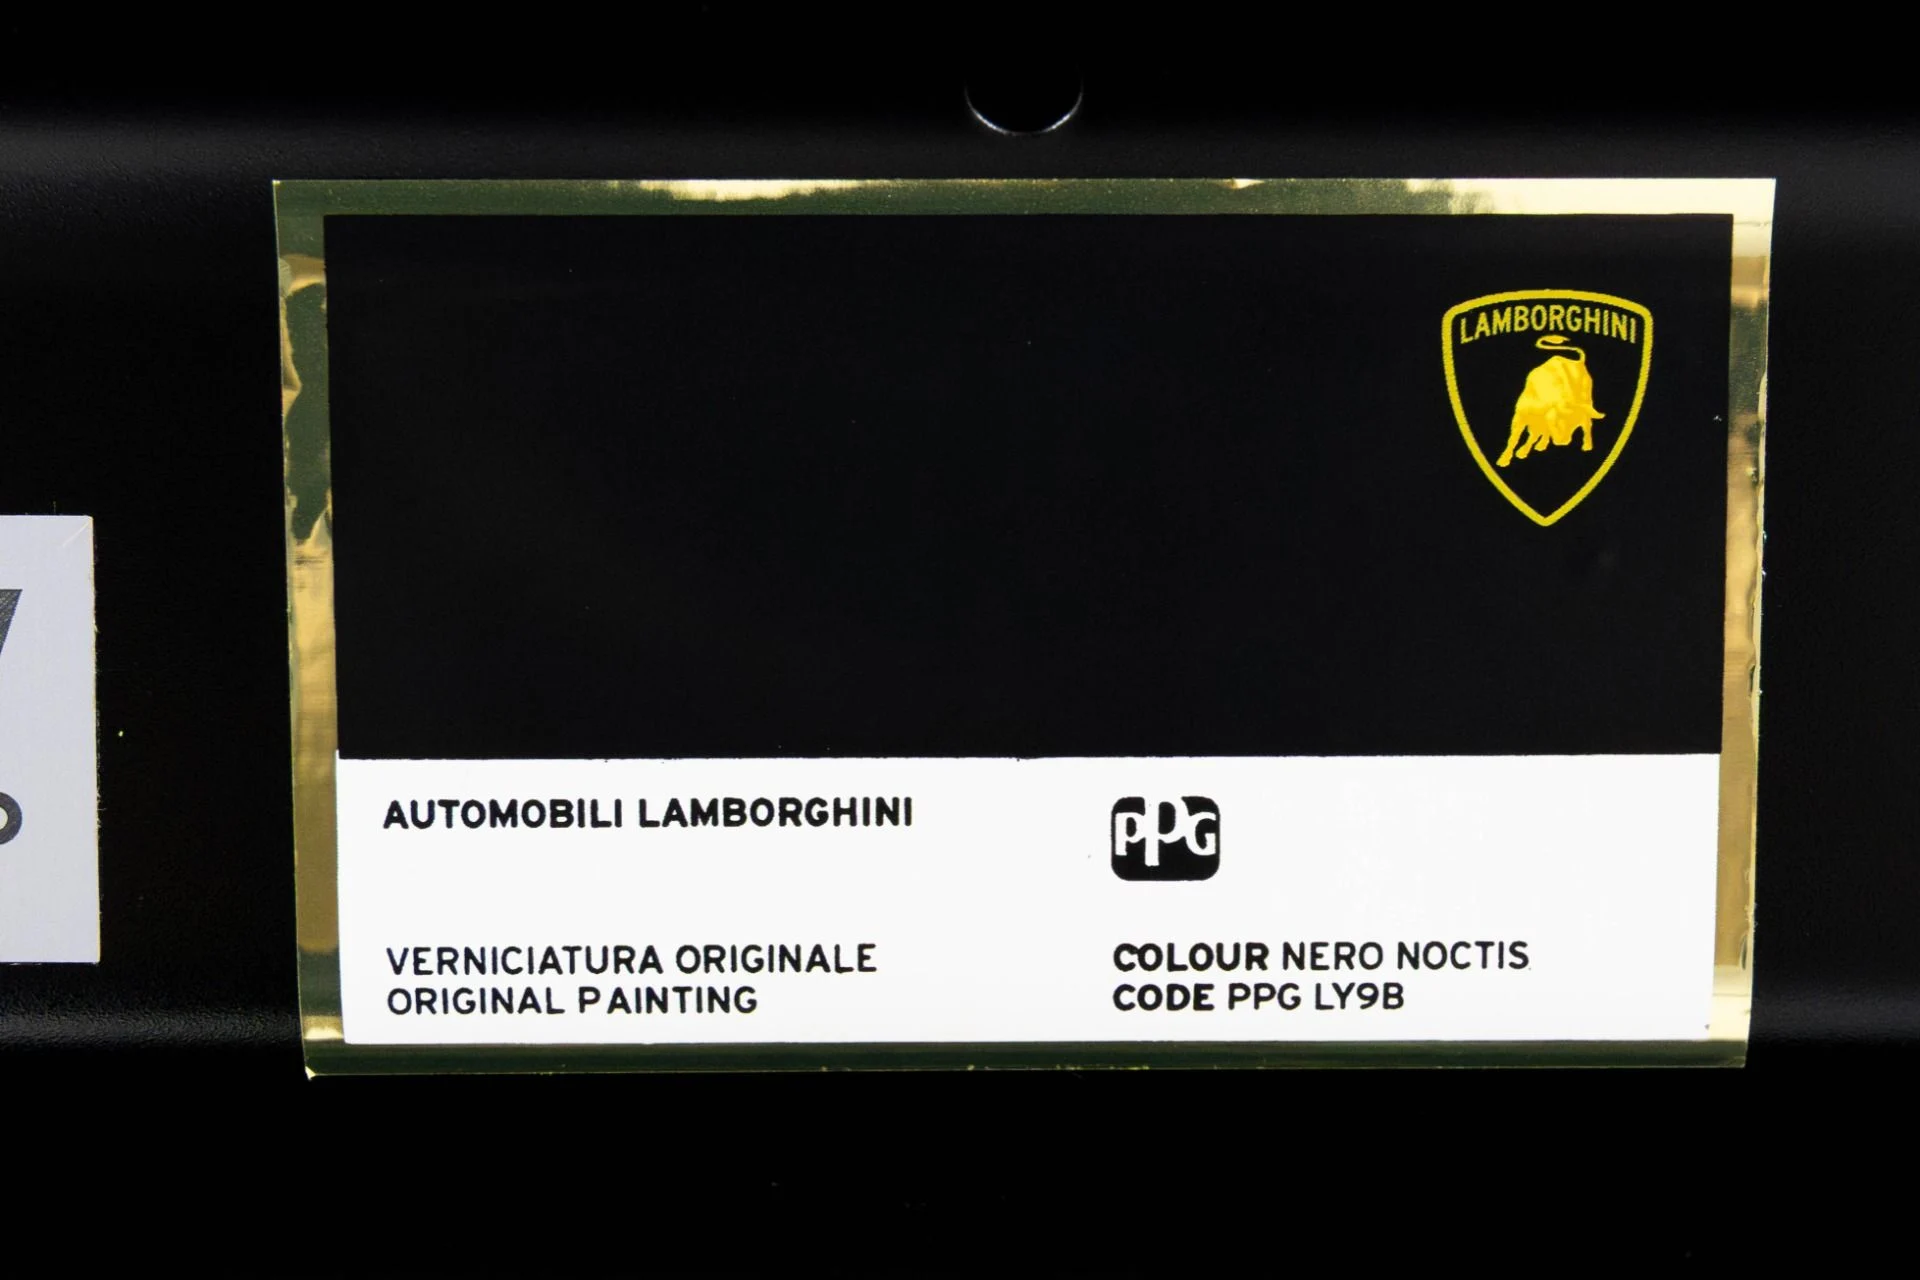 LAMBORGHINI
AUTOMOBILI LAMBORGHINI
PPG
VERNICIATURA ORIGINALE
ORIGINAL PAINTING
COLOUR NERO NOCTIS
CODE PPG LY9B